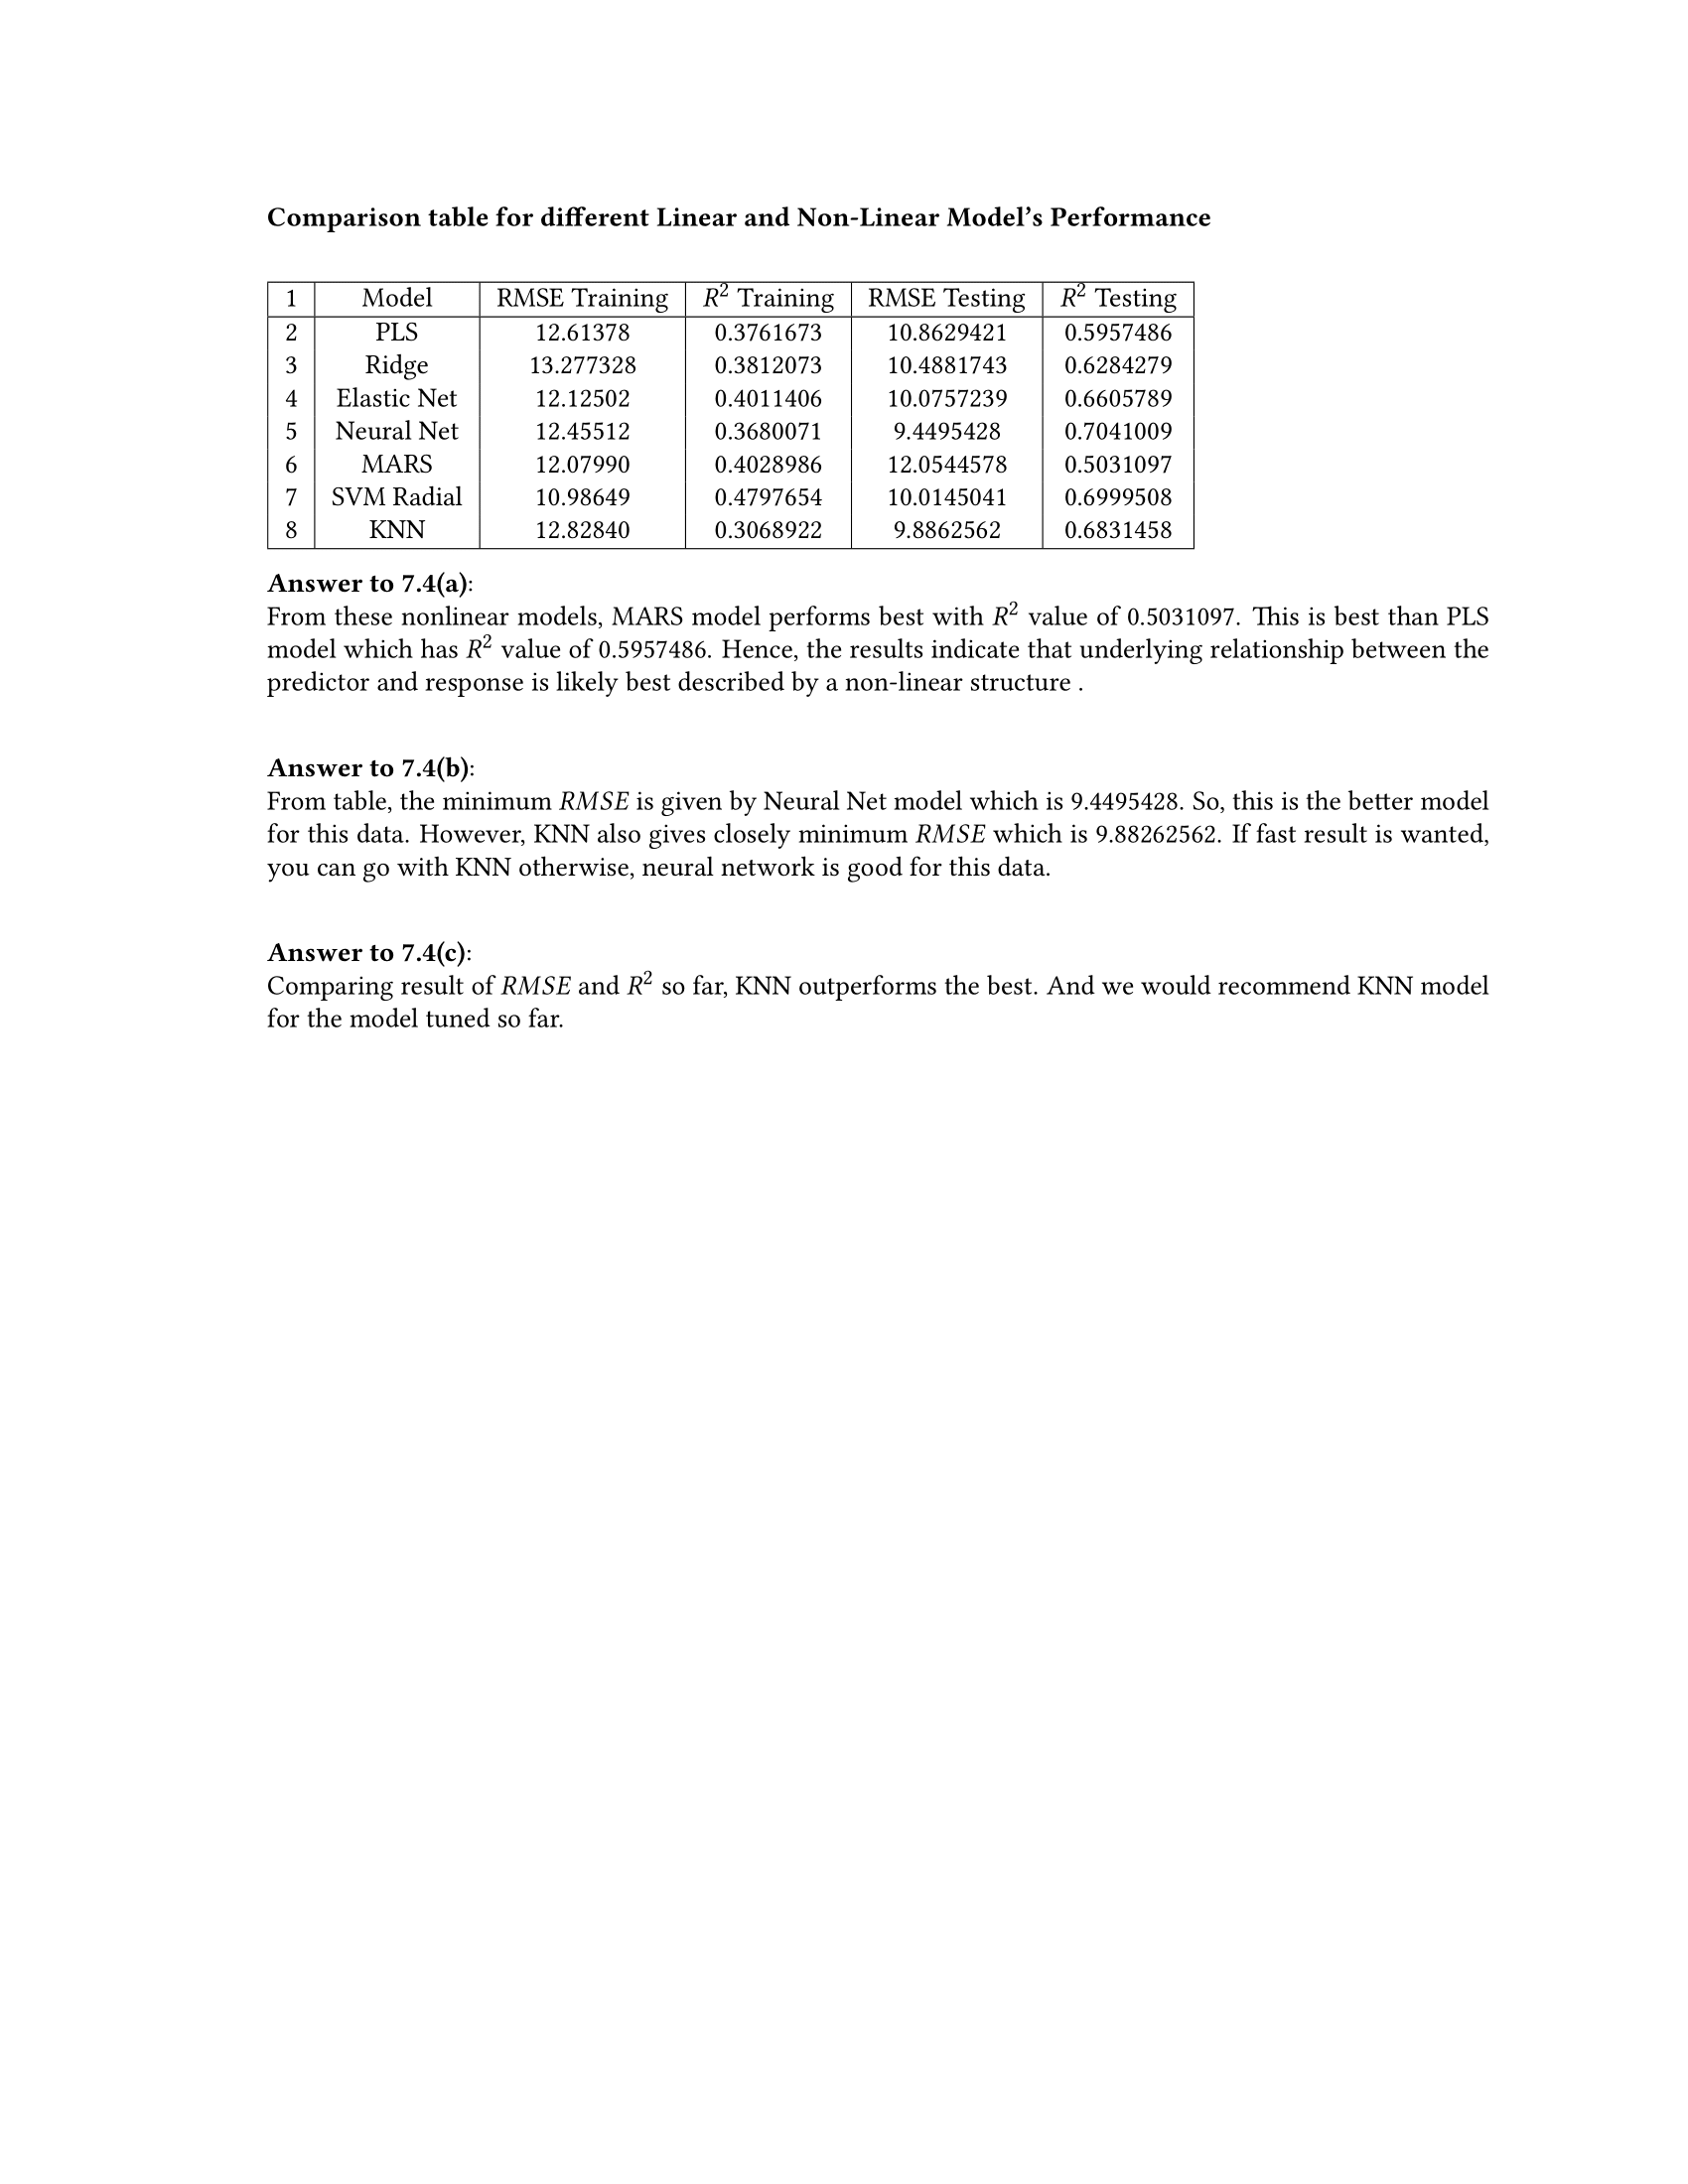 Comparison table for different Linear and Non-Linear Model's Performance
1 Model RMSE Training R² Training RMSE Testing R² Testing
2 PLS 12.61378 0.3761673 10.8629421 0.5957486
3 Ridge 13.277328 0.3812073 10.4881743 0.6284279
4 Elastic Net 12.12502 0.4011406 10.0757239 0.6605789
5 Neural Net 12.45512 0.3680071 9.4495428 0.7041009
6 MARS 12.07990 0.4028986 12.0544578 0.5031097
7 SVM Radial 10.98649 0.4797654 10.0145041 0.6999508
8 KNN 12.82840 0.3068922 9.8862562 0.6831458
Answer to 7.4(a):
From these nonlinear models, MARS model performs best with R² value of 0.5031097. This is best than PLS
model which has R² value of 0.5957486. Hence, the results indicate that underlying relationship between the
predictor and response is likely best described by a non-linear structure .
Answer to 7.4(b):
From table, the minimum RMSE is given by Neural Net model which is 9.4495428. So, this is the better model
for this data. However, KNN also gives closely minimum RMSE which is 9.88262562. If fast result is wanted,
you can go with KNN otherwise, neural network is good for this data.
Answer to 7.4(c):
Comparing result of RMSE and R² so far, KNN outperforms the best. And we would recommend KNN model
for the model tuned so far.